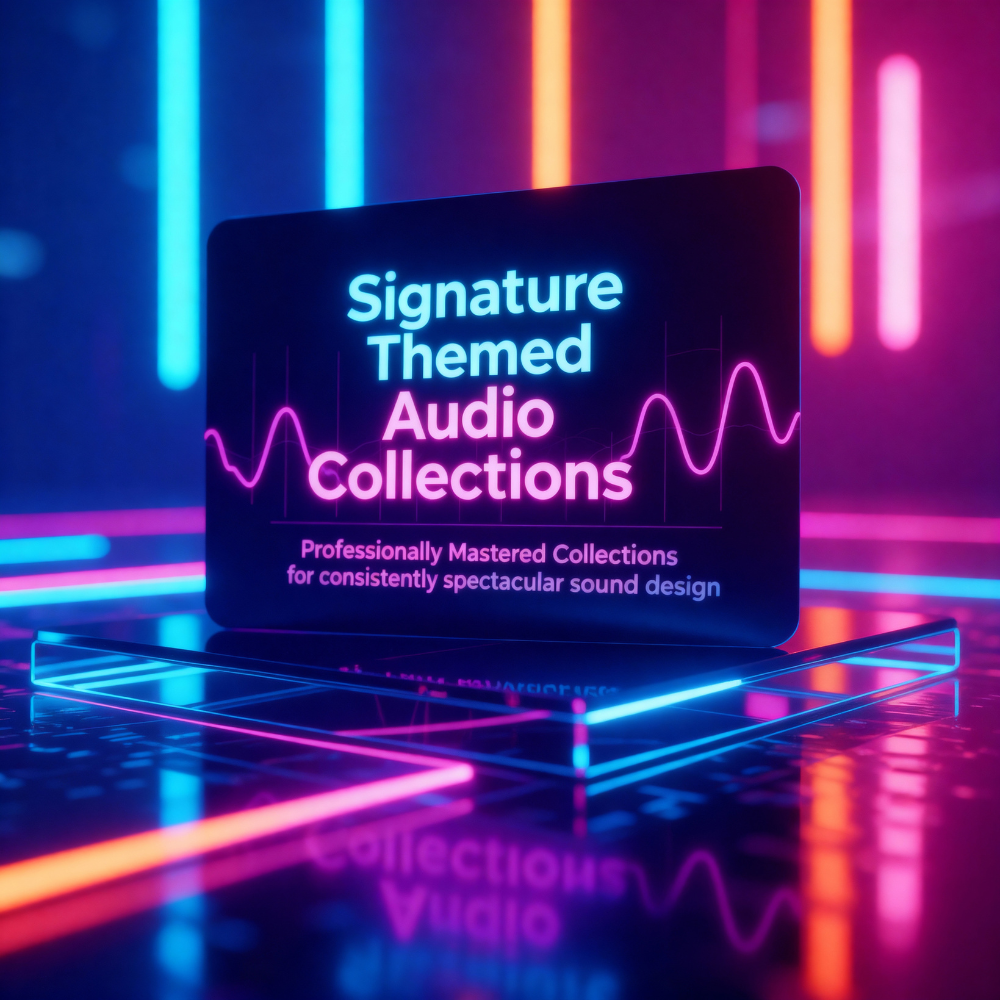 Signature
Themed
Audio
Collections
Professionally Mastered Collections
for consistently spectacular sound design